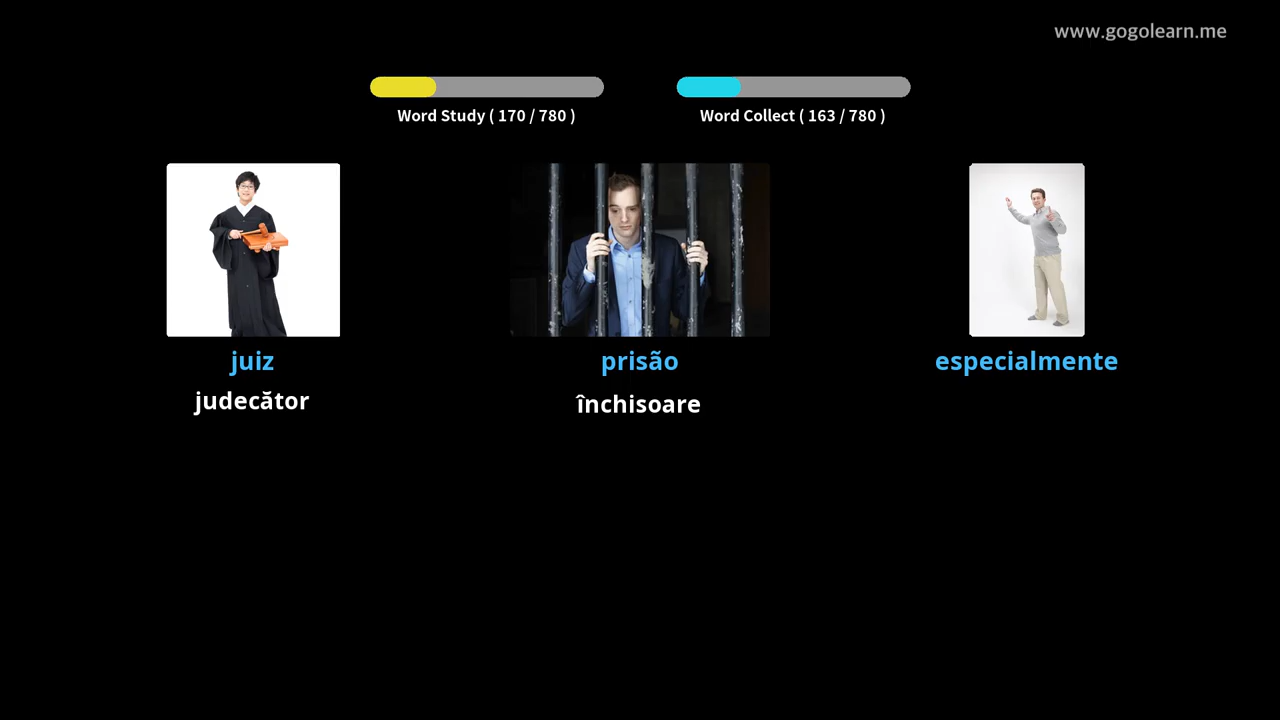 www.gogolearn.me
Word Study ( 170 / 780 )
Word Collect ( 163 / 780 )
juiz
judecător
prisão
închisoare
especialmente